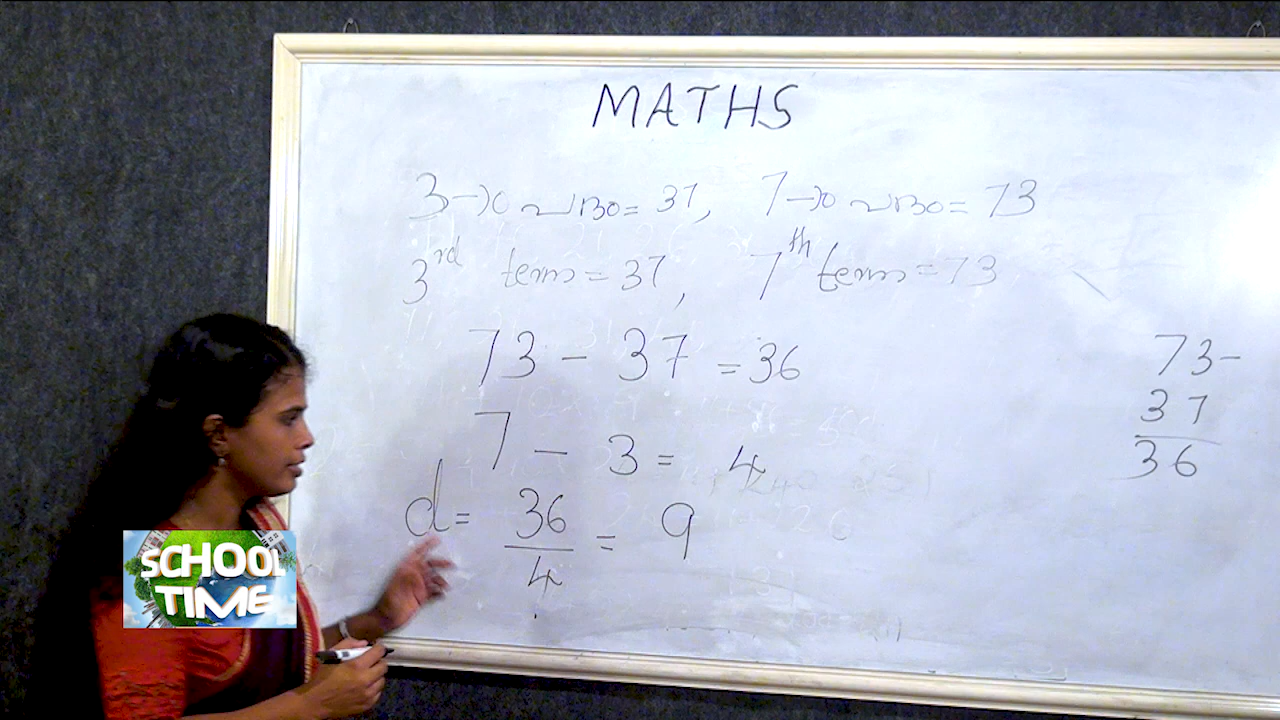 MATHS
3-ാം പദം = 37, 7-ാം പദം = 73
3rd term = 37, 7th term = 73
73 - 37 = 36
7 - 3 = 4
d = 36/4 = 9
73-
37
36
SCHOOL
TIME